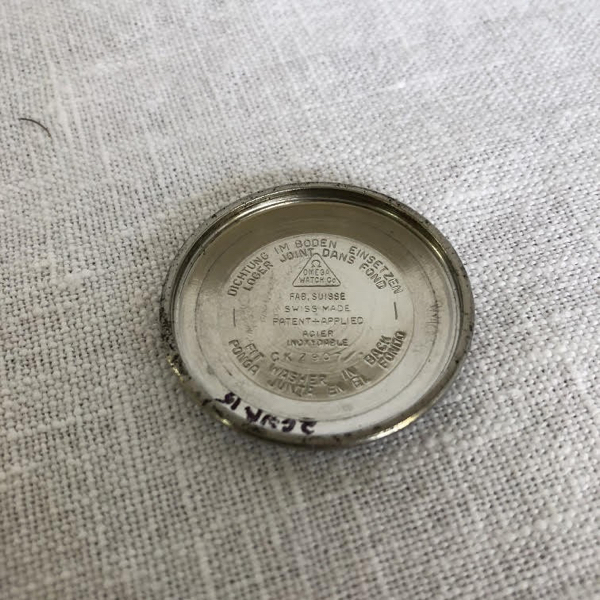 DICHTUNG IM BODEN EINSETZEN
LOGER JOINT DANS FOND
Ω
OMEGA
WATCH Co
FAB. SUISSE
SWISS MADE
PATENT-APPLIED
ACIER
INOXYDABLE
FIT WASHER IN BACK
PONGA JUNTA EN EL FONDO